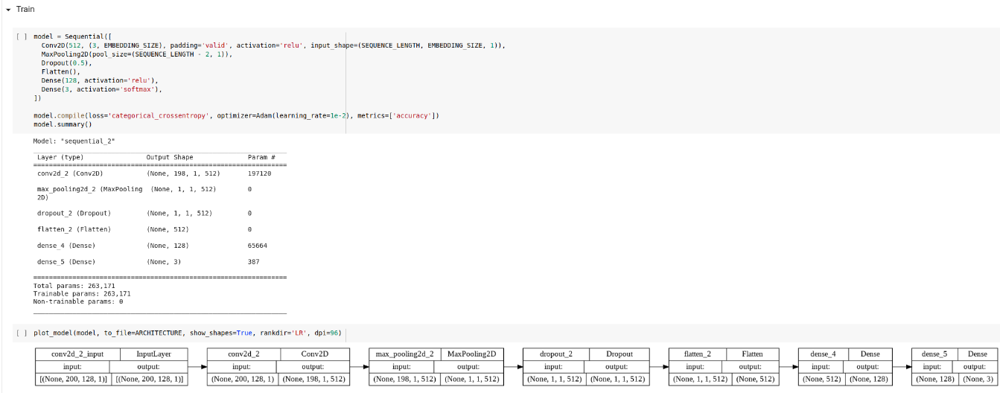 Train
[ ] model = Sequential([
Conv2D(512, (3, EMBEDDING_SIZE), padding='valid', activation='relu', input_shape=(SEQUENCE_LENGTH, EMBEDDING_SIZE, 1)),
MaxPooling2D(pool_size=(SEQUENCE_LENGTH - 2, 1)),
Dropout(0.5),
Flatten(),
Dense(128, activation='relu'),
Dense(3, activation='softmax'),
])
model.compile(loss='categorical_crossentropy', optimizer=Adam(learning_rate=1e-2), metrics=['accuracy'])
model.summary()
Model: "sequential_2"
_________________________________________________________________
Layer (type) Output Shape Param #
=================================================================
conv2d_2 (Conv2D) (None, 198, 1, 512) 197120
max_pooling2d_2 (MaxPooling (None, 1, 1, 512) 0
2D)
dropout_2 (Dropout) (None, 1, 1, 512) 0
flatten_2 (Flatten) (None, 512) 0
dense_4 (Dense) (None, 128) 65664
dense_5 (Dense) (None, 3) 387
=================================================================
Total params: 263,171
Trainable params: 263,171
Non-trainable params: 0
_________________________________________________________________
[ ] plot_model(model, to_file=ARCHITECTURE, show_shapes=True, rankdir='LR', dpi=96)
conv2d_2_input InputLayer conv2d_2 Conv2D max_pooling2d_2 MaxPooling2D dropout_2 Dropout flatten_2 Flatten dense_4 Dense dense_5 Dense
input: output: input: output: input: output: input: output: input: output: input: output: input: output:
[(None, 200, 128, 1)] [(None, 200, 128, 1)] (None, 200, 128, 1) (None, 198, 1, 512) (None, 198, 1, 512) (None, 1, 1, 512) (None, 1, 1, 512) (None, 1, 1, 512) (None, 1, 1, 512) (None, 512) (None, 512) (None, 128) (None, 128) (None, 3)